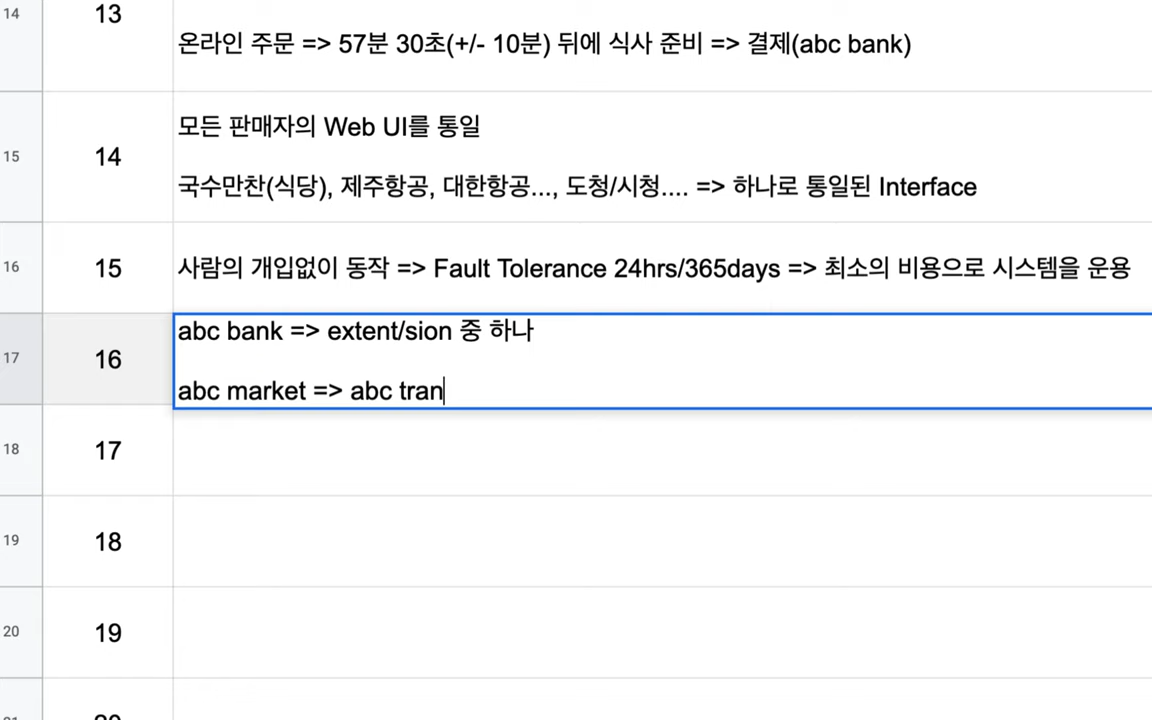 14
13
온라인 주문 => 57분 30초(+/- 10분) 뒤에 식사 준비 => 결제(abc bank)
15
14
모든 판매자의 Web UI를 통일
국수만찬(식당), 제주항공, 대한항공..., 도청/시청.... => 하나로 통일된 Interface
16
15
사람의 개입없이 동작 => Fault Tolerance 24hrs/365days => 최소의 비용으로 시스템을 운용
17
16
abc bank => extent/sion 중 하나
abc market => abc tran
18
17
19
18
20
19